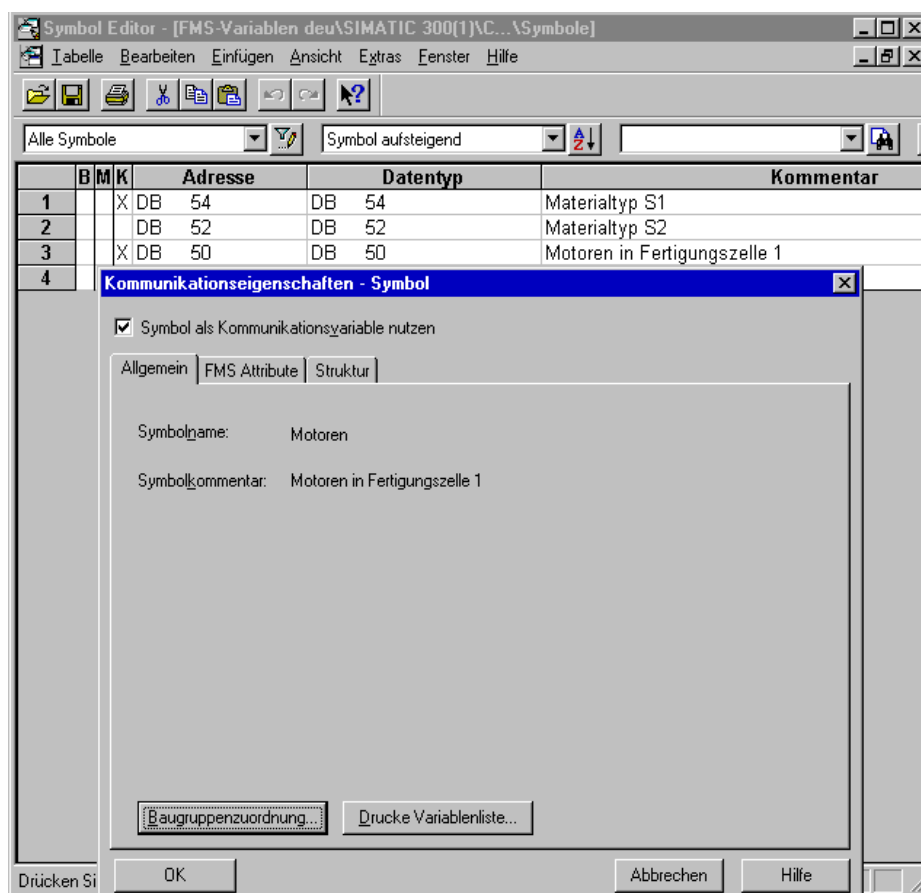 Symbol Editor - [FMS-Variablen deu\SIMATIC 300(1)\C...\Symbole]
Tabelle Bearbeiten Einfügen Ansicht Extras Fenster Hilfe
Alle Symbole Symbol aufsteigend
B M K Adresse Datentyp Kommentar
1 X DB 54 DB 54 Materialtyp S1
2 DB 52 DB 52 Materialtyp S2
3 X DB 50 DB 50 Motoren in Fertigungszelle 1
4
Kommunikationseigenschaften - Symbol
Symbol als Kommunikationsvariable nutzen
Allgemein FMS Attribute Struktur
Symbolname: Motoren
Symbolkommentar: Motoren in Fertigungszelle 1
Baugruppenzuordnung... Drucke Variablenliste...
OK Abbrechen Hilfe
Drücken Si